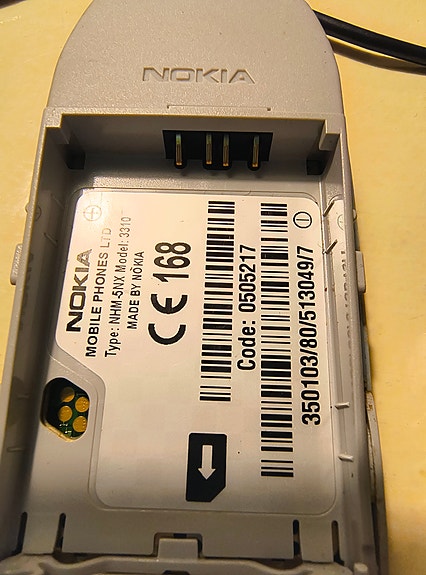 NOKIA
NOKIA
MOBILE PHONES LTD
Type: NHM-5NX Model: 3310
MADE BY NOKIA
CE 168
Code: 0505217
350103/80/513049/7